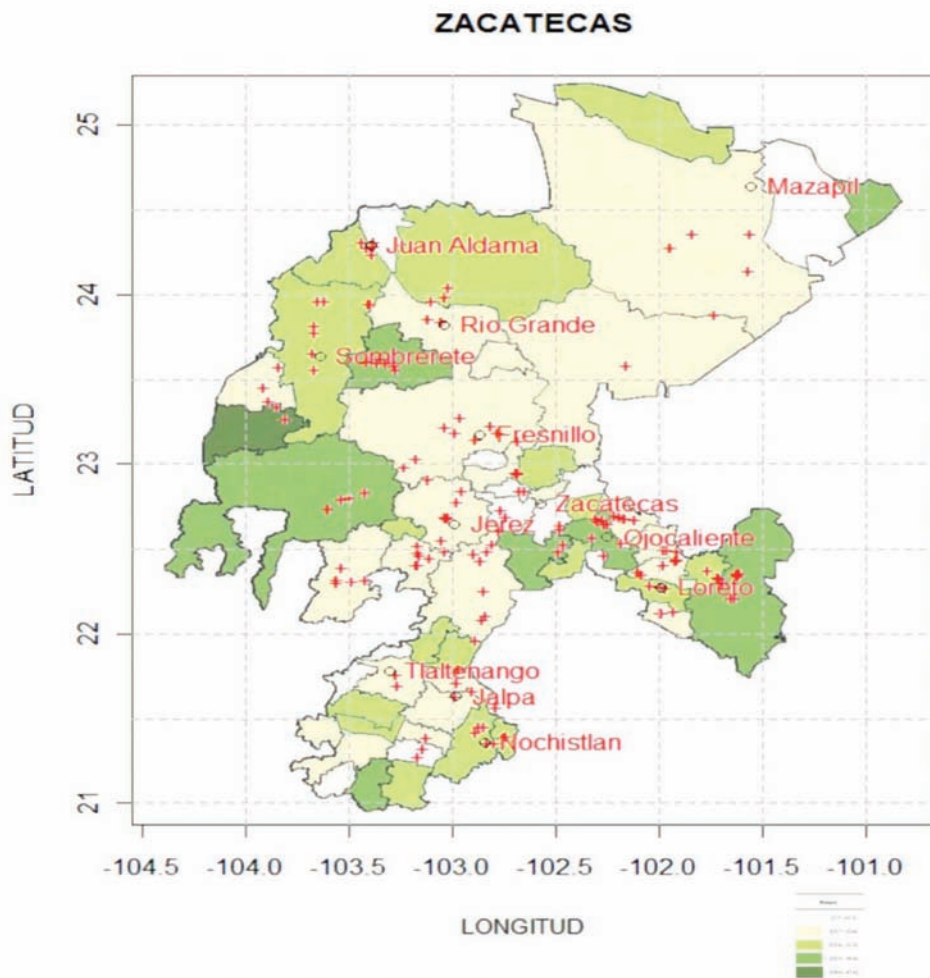 ZACATECAS
LATITUD
25
24
23
22
21
Mazapil
Juan Aldama
Rio Grande
Sombrerete
Fresnillo
Zacatecas
Jerez
Ojocaliente
Loreto
Tlaltenango
Jalpa
Nochistlan
-104.5 -104.0 -103.5 -103.0 -102.5 -102.0 -101.5 -101.0
LONGITUD